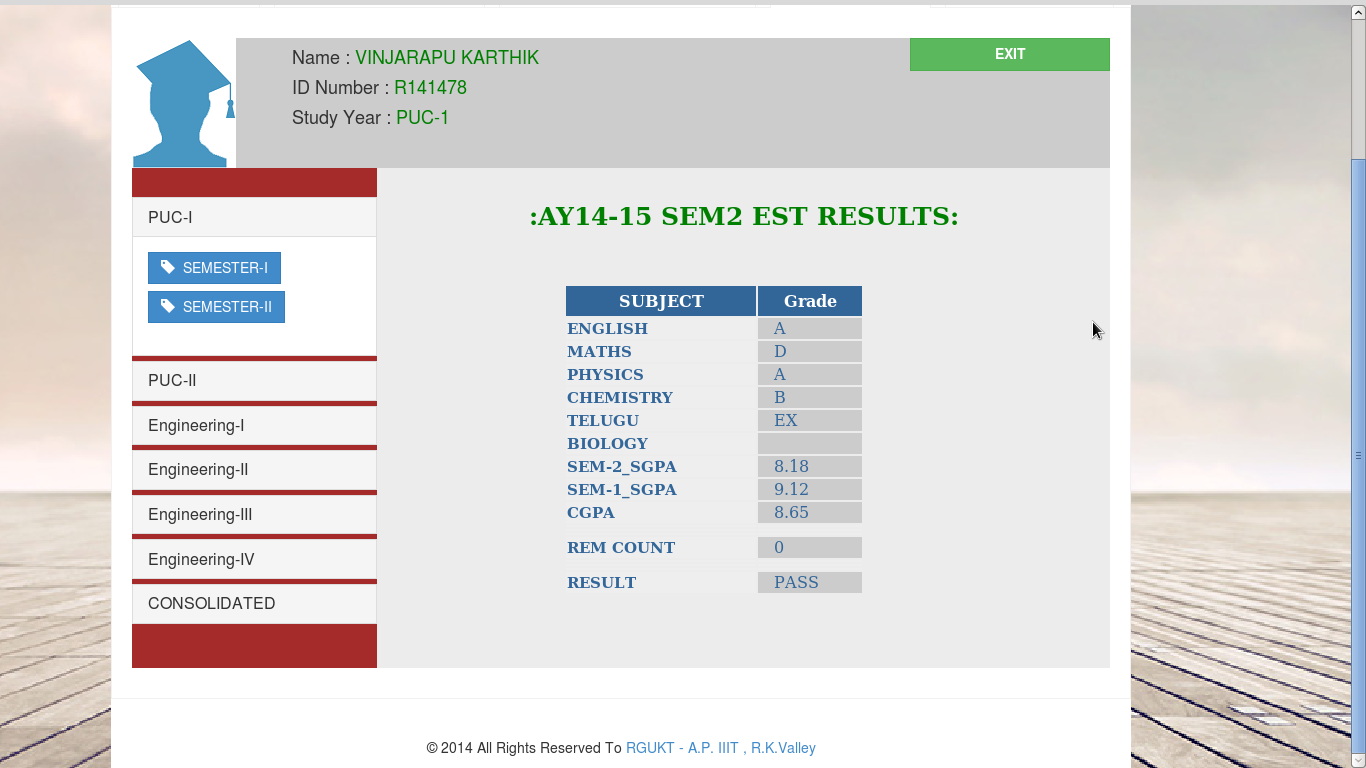 Name : VINJARAPU KARTHIK
EXIT
ID Number : R141478
Study Year : PUC-1
PUC-I
SEMESTER-I
SEMESTER-II
PUC-II
Engineering-I
Engineering-II
Engineering-III
Engineering-IV
CONSOLIDATED
:AY14-15 SEM2 EST RESULTS:
SUBJECT Grade
ENGLISH A
MATHS D
PHYSICS A
CHEMISTRY B
TELUGU EX
BIOLOGY
SEM-2_SGPA 8.18
SEM-1_SGPA 9.12
CGPA 8.65
REM COUNT 0
RESULT PASS
© 2014 All Rights Reserved To RGUKT - A.P. IIIT , R.K.Valley